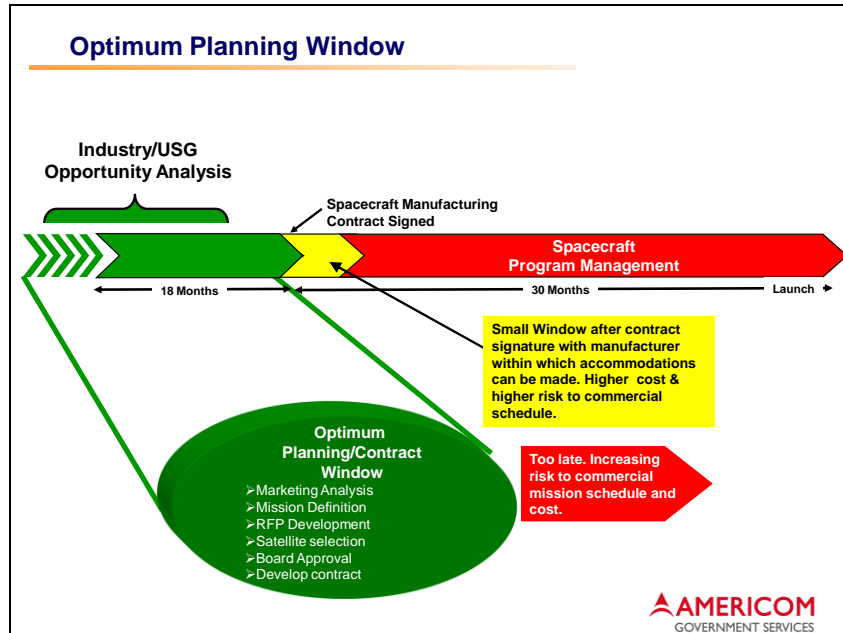 Optimum Planning Window
Industry/USG
Opportunity Analysis
Spacecraft Manufacturing
Contract Signed
Spacecraft
Program Management
18 Months
30 Months
Launch
Small Window after contract
signature with manufacturer
within which accommodations
can be made. Higher cost &
higher risk to commercial
schedule.
Optimum
Planning/Contract
Window
➢Marketing Analysis
➢Mission Definition
➢RFP Development
➢Satellite selection
➢Board Approval
➢Develop contract
Too late. Increasing
risk to commercial
mission schedule and
cost.
AMERICOM
GOVERNMENT SERVICES